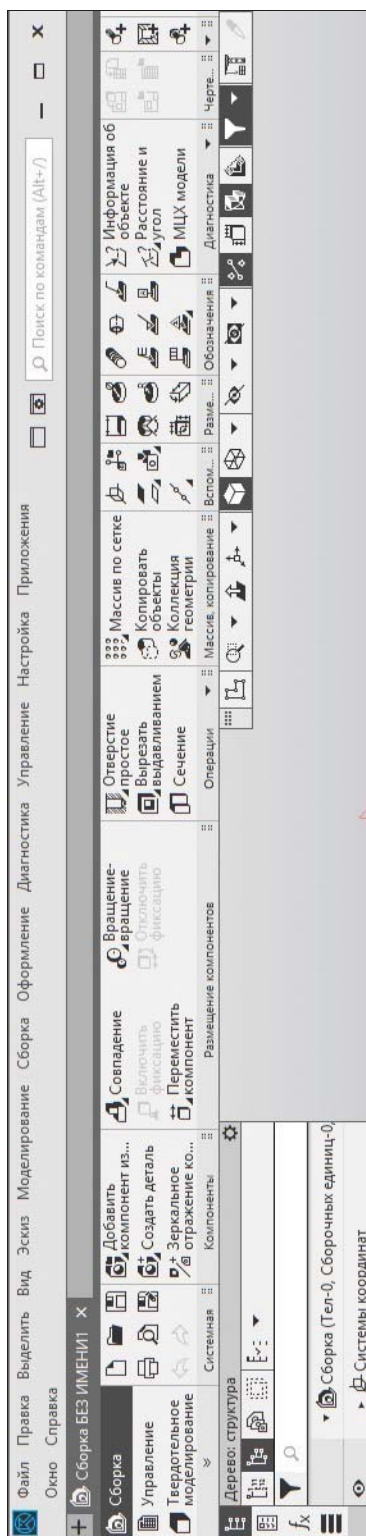 Файл Правка Выделить Вид Эскиз Моделирование Сборка Оформление Диагностика Управление Настройка Приложения
Поиск по командам (Alt+/)
Окно Справка
Сборка БЕЗ ИМЕНИ1
Сборка
Управление
Твердотельное моделирование
Системная
Добавить компонент из...
Создать деталь
Зеркальное отражение ко...
Компоненты
Совпадение
Включить фиксацию
Переместить компонент
Вращение-вращение
Отключить фиксацию
Размещение компонентов
Отверстие простое
Вырезать выдавливанием
Сечение
Операции
Массив по сетке
Копировать объекты
Коллекция геометрии
Массив, копирование
Вспом...
Разме...
Обозначения
Информация об объекте
Расстояние и угол
МЦХ модели
Диагностика
Черте...
Дерево: структура
Сборка (Тел-0, Сборочных единиц-0,
Системы координат
fx